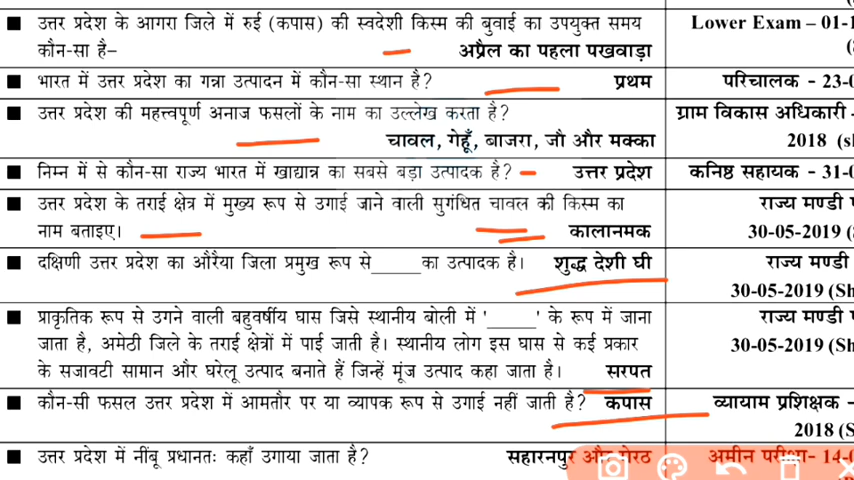 उत्तर प्रदेश के आगरा जिले में रुई (कपास) की स्वदेशी किस्म की बुवाई का उपयुक्त समय
Lower Exam – 01-1
कौन-सा है– अप्रैल का पहला पखवाड़ा
भारत में उत्तर प्रदेश का गन्ना उत्पादन में कौन-सा स्थान है? प्रथम
परिचालक - 23-0
उत्तर प्रदेश की महत्त्वपूर्ण अनाज फसलों के नाम का उल्लेख करता है?
ग्राम विकास अधिकारी -
चावल, गेहूँ, बाजरा, जौ और मक्का
2018 (sl
निम्न में से कौन-सा राज्य भारत में खाद्यान्न का सबसे बड़ा उत्पादक है? उत्तर प्रदेश
कनिष्ठ सहायक - 31-0
उत्तर प्रदेश के तराई क्षेत्र में मुख्य रूप से उगाई जाने वाली सुगंधित चावल की किस्म का
राज्य मण्डी
नाम बताइए। कालानमक
30-05-2019 (
दक्षिणी उत्तर प्रदेश का औरैया जिला प्रमुख रूप से_____का उत्पादक है। शुद्ध देशी घी
राज्य मण्डी
30-05-2019 (Sh
प्राकृतिक रूप से उगने वाली बहुवर्षीय घास जिसे स्थानीय बोली में '_____' के रूप में जाना
राज्य मण्डी
जाता है, अमेठी जिले के तराई क्षेत्रों में पाई जाती है। स्थानीय लोग इस घास से कई प्रकार
30-05-2019 (Sh
के सजावटी सामान और घरेलू उत्पाद बनाते हैं जिन्हें मूंज उत्पाद कहा जाता है। सरपत
कौन-सी फसल उत्तर प्रदेश में आमतौर पर या व्यापक रूप से उगाई नहीं जाती है? कपास
व्यायाम प्रशिक्षक -
2018 (S
उत्तर प्रदेश में नींबू प्रधानतः कहाँ उगाया जाता है? सहारनपुर और मेरठ
अमीन परीक्षा- 14-0